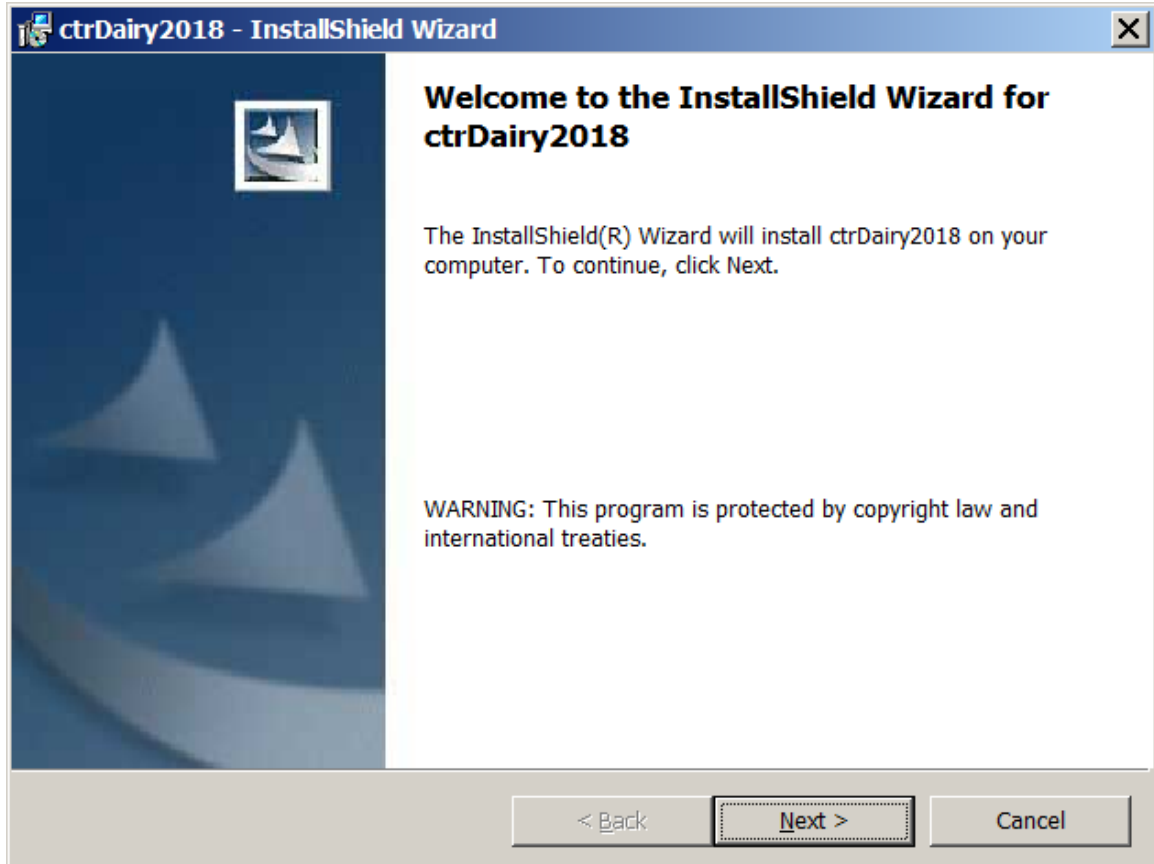 ctrDairy2018 - InstallShield Wizard
Welcome to the InstallShield Wizard for
ctrDairy2018
The InstallShield(R) Wizard will install ctrDairy2018 on your
computer. To continue, click Next.
WARNING: This program is protected by copyright law and
international treaties.
< Back
Next >
Cancel